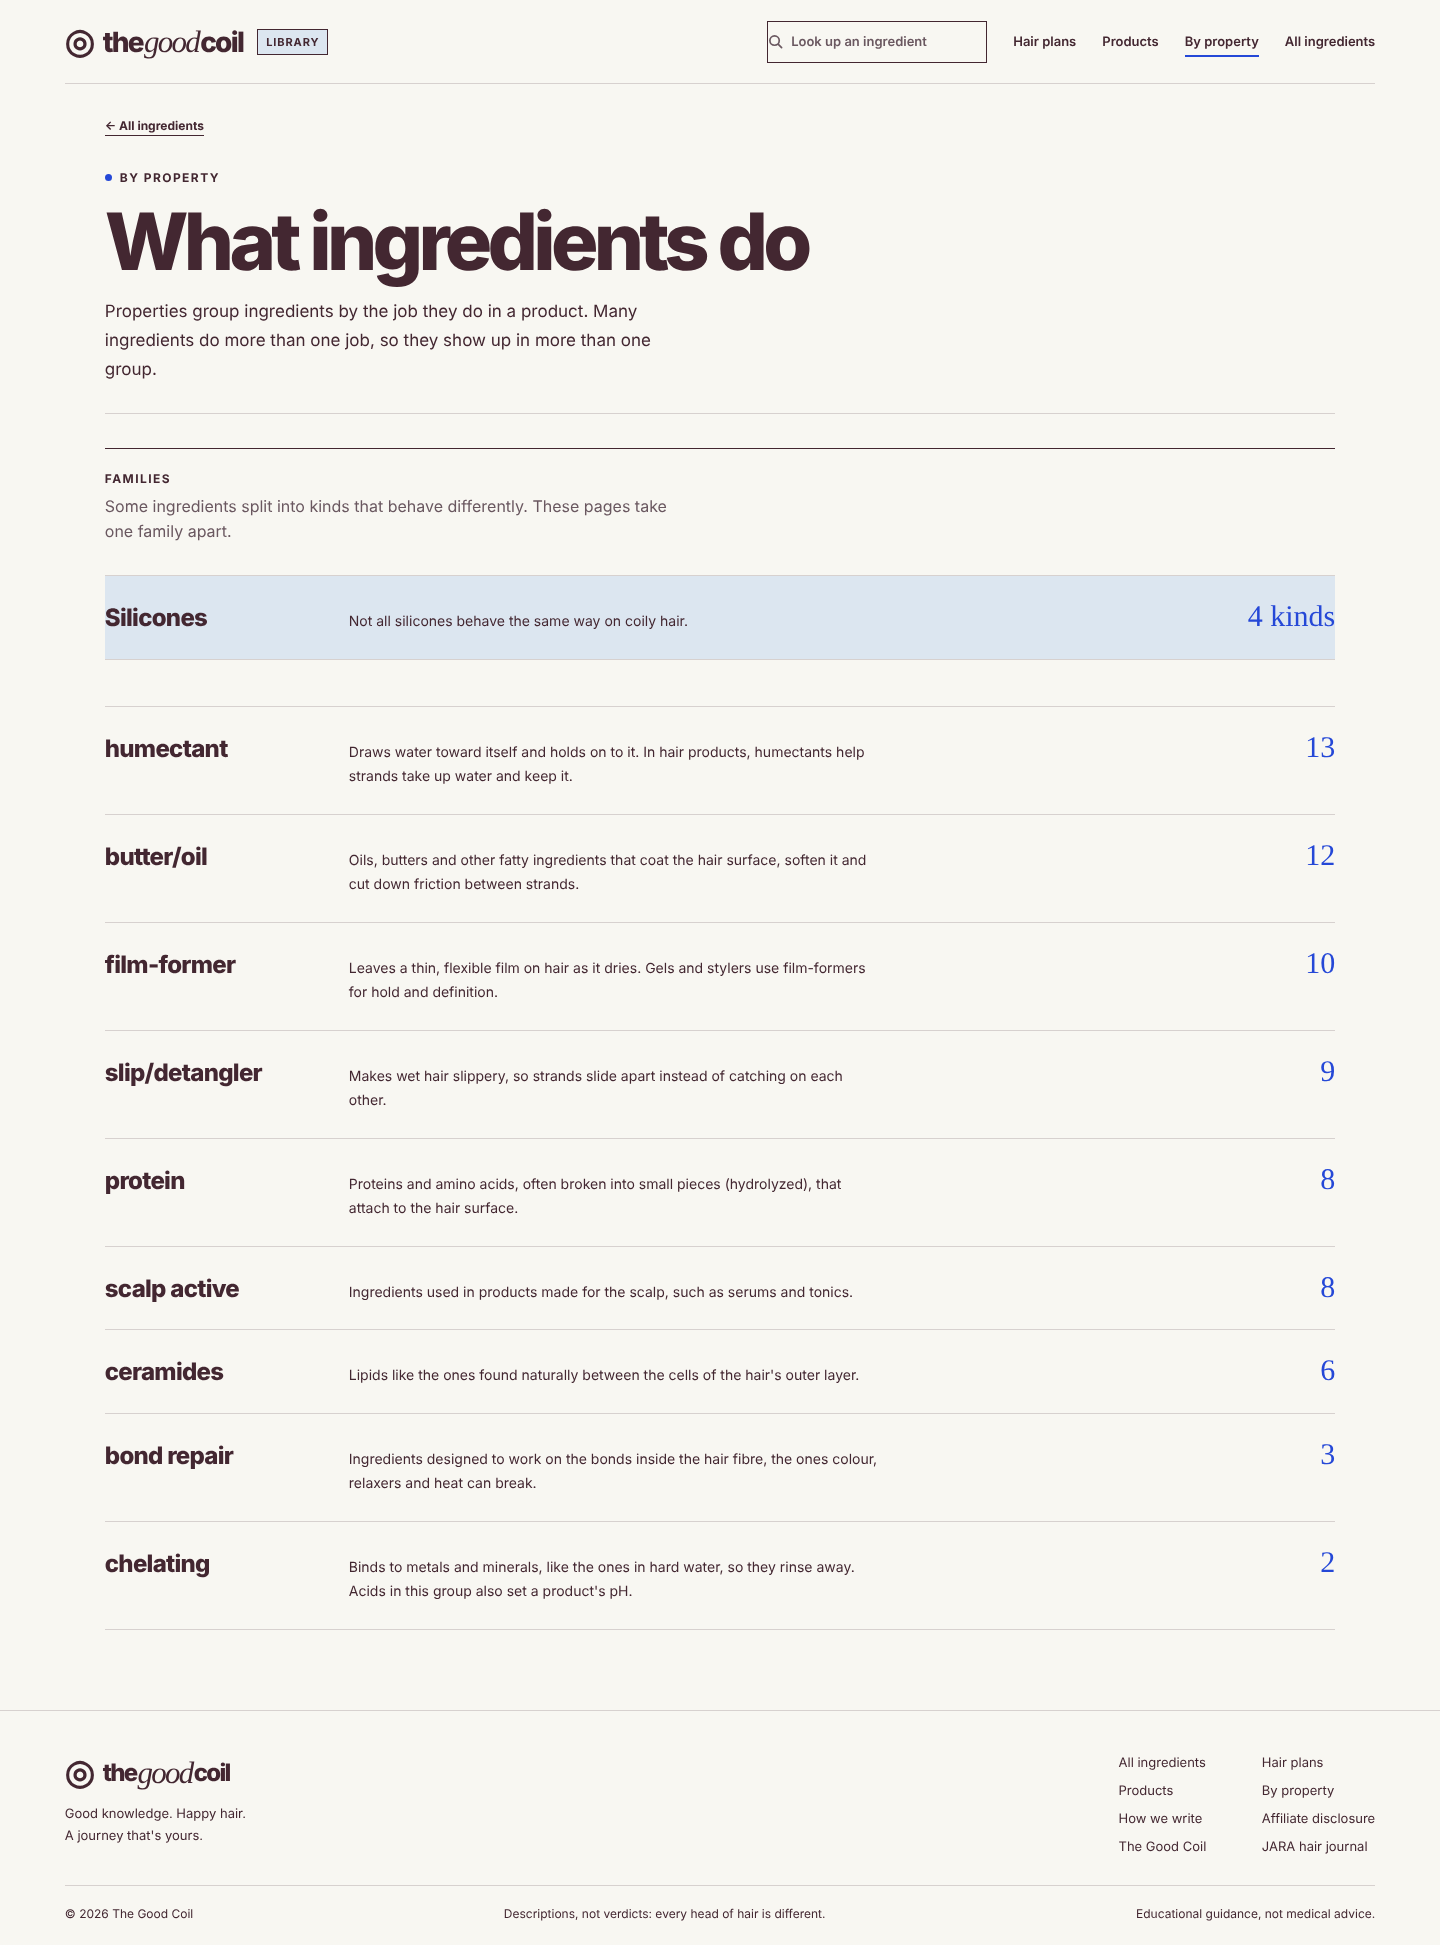 thegoodcoil LIBRARY
Look up an ingredient
Hair plans Products By property All ingredients
← All ingredients
BY PROPERTY
What ingredients do
Properties group ingredients by the job they do in a product. Many
ingredients do more than one job, so they show up in more than one
group.
FAMILIES
Some ingredients split into kinds that behave differently. These pages take
one family apart.
Silicones
Not all silicones behave the same way on coily hair.
4 kinds
humectant
Draws water toward itself and holds on to it. In hair products, humectants help
strands take up water and keep it.
13
butter/oil
Oils, butters and other fatty ingredients that coat the hair surface, soften it and
cut down friction between strands.
12
film-former
Leaves a thin, flexible film on hair as it dries. Gels and stylers use film-formers
for hold and definition.
10
slip/detangler
Makes wet hair slippery, so strands slide apart instead of catching on each
other.
9
protein
Proteins and amino acids, often broken into small pieces (hydrolyzed), that
attach to the hair surface.
8
scalp active
Ingredients used in products made for the scalp, such as serums and tonics.
8
ceramides
Lipids like the ones found naturally between the cells of the hair's outer layer.
6
bond repair
Ingredients designed to work on the bonds inside the hair fibre, the ones colour,
relaxers and heat can break.
3
chelating
Binds to metals and minerals, like the ones in hard water, so they rinse away.
Acids in this group also set a product's pH.
2
thegoodcoil
Good knowledge. Happy hair.
A journey that's yours.
All ingredients
Products
How we write
The Good Coil
Hair plans
By property
Affiliate disclosure
JARA hair journal
© 2026 The Good Coil
Descriptions, not verdicts: every head of hair is different.
Educational guidance, not medical advice.